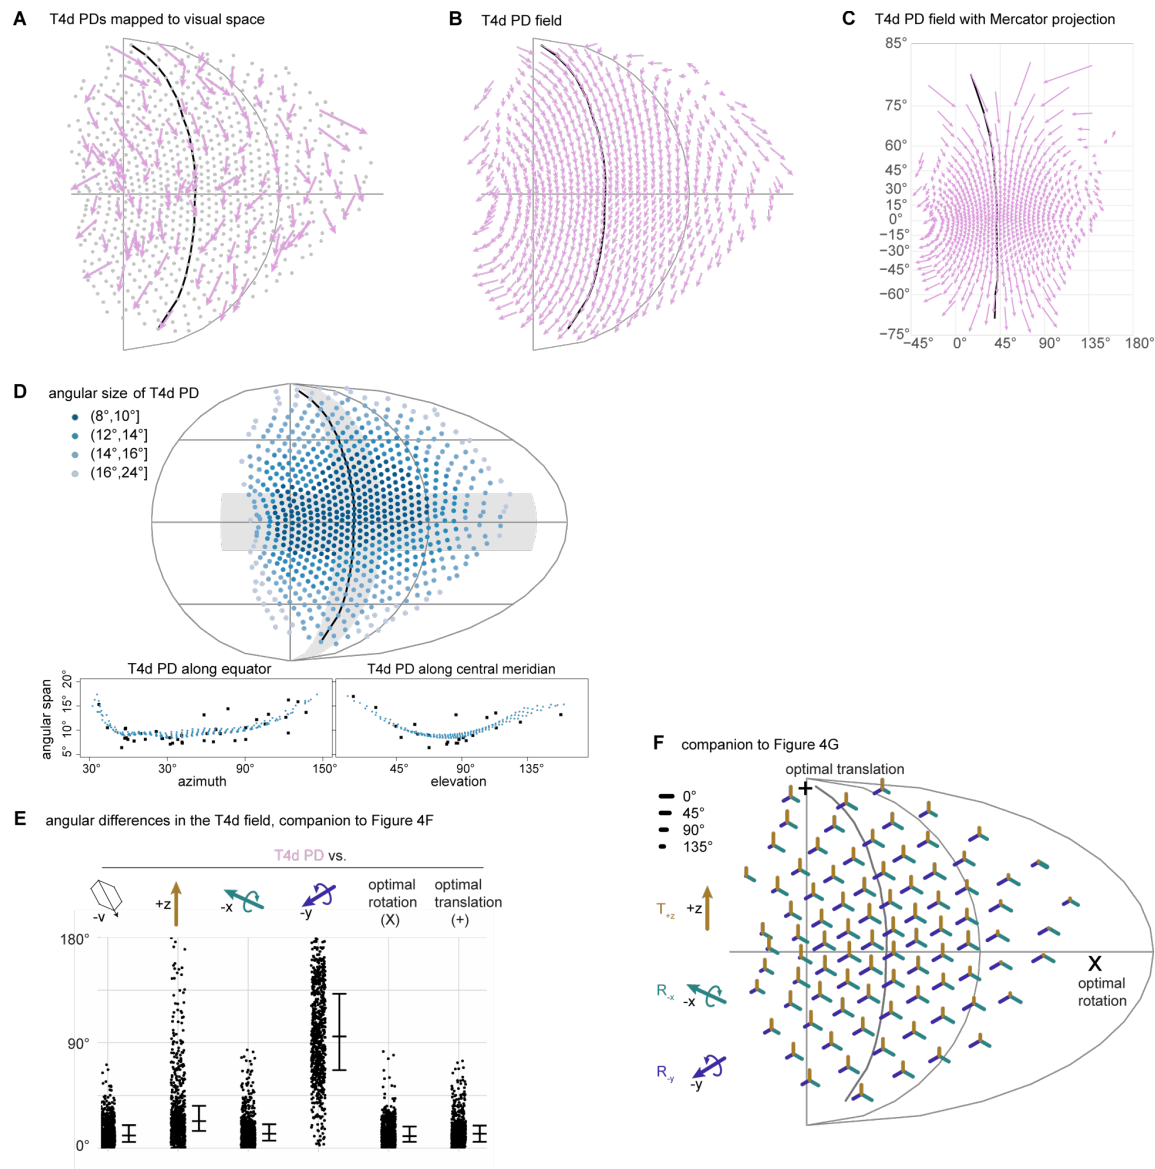 A T4d PDs mapped to visual space
B T4d PD field
C T4d PD field with Mercator projection
85°
75°
60°
45°
30°
15°
0°
−15°
−30°
−45°
−60°
−75°
−45° 0° 45° 90° 135° 180°
D angular size of T4d PD
(8°,10°]
(12°,14°]
(14°,16°]
(16°,24°]
T4d PD along equator
T4d PD along central meridian
angular span
20°
15°
10°
5°
30° 30° 90° 150°
azimuth
45° 90° 135°
elevation
E angular differences in the T4d field, companion to Figure 4F
T4d PD vs.
-v
+z
-x
-y
optimal
rotation
(X)
optimal
translation
(+)
180°
90°
0°
F companion to Figure 4G
optimal translation
+
0°
45°
90°
135°
T+z +z
R-x -x
R-y -y
X
optimal
rotation